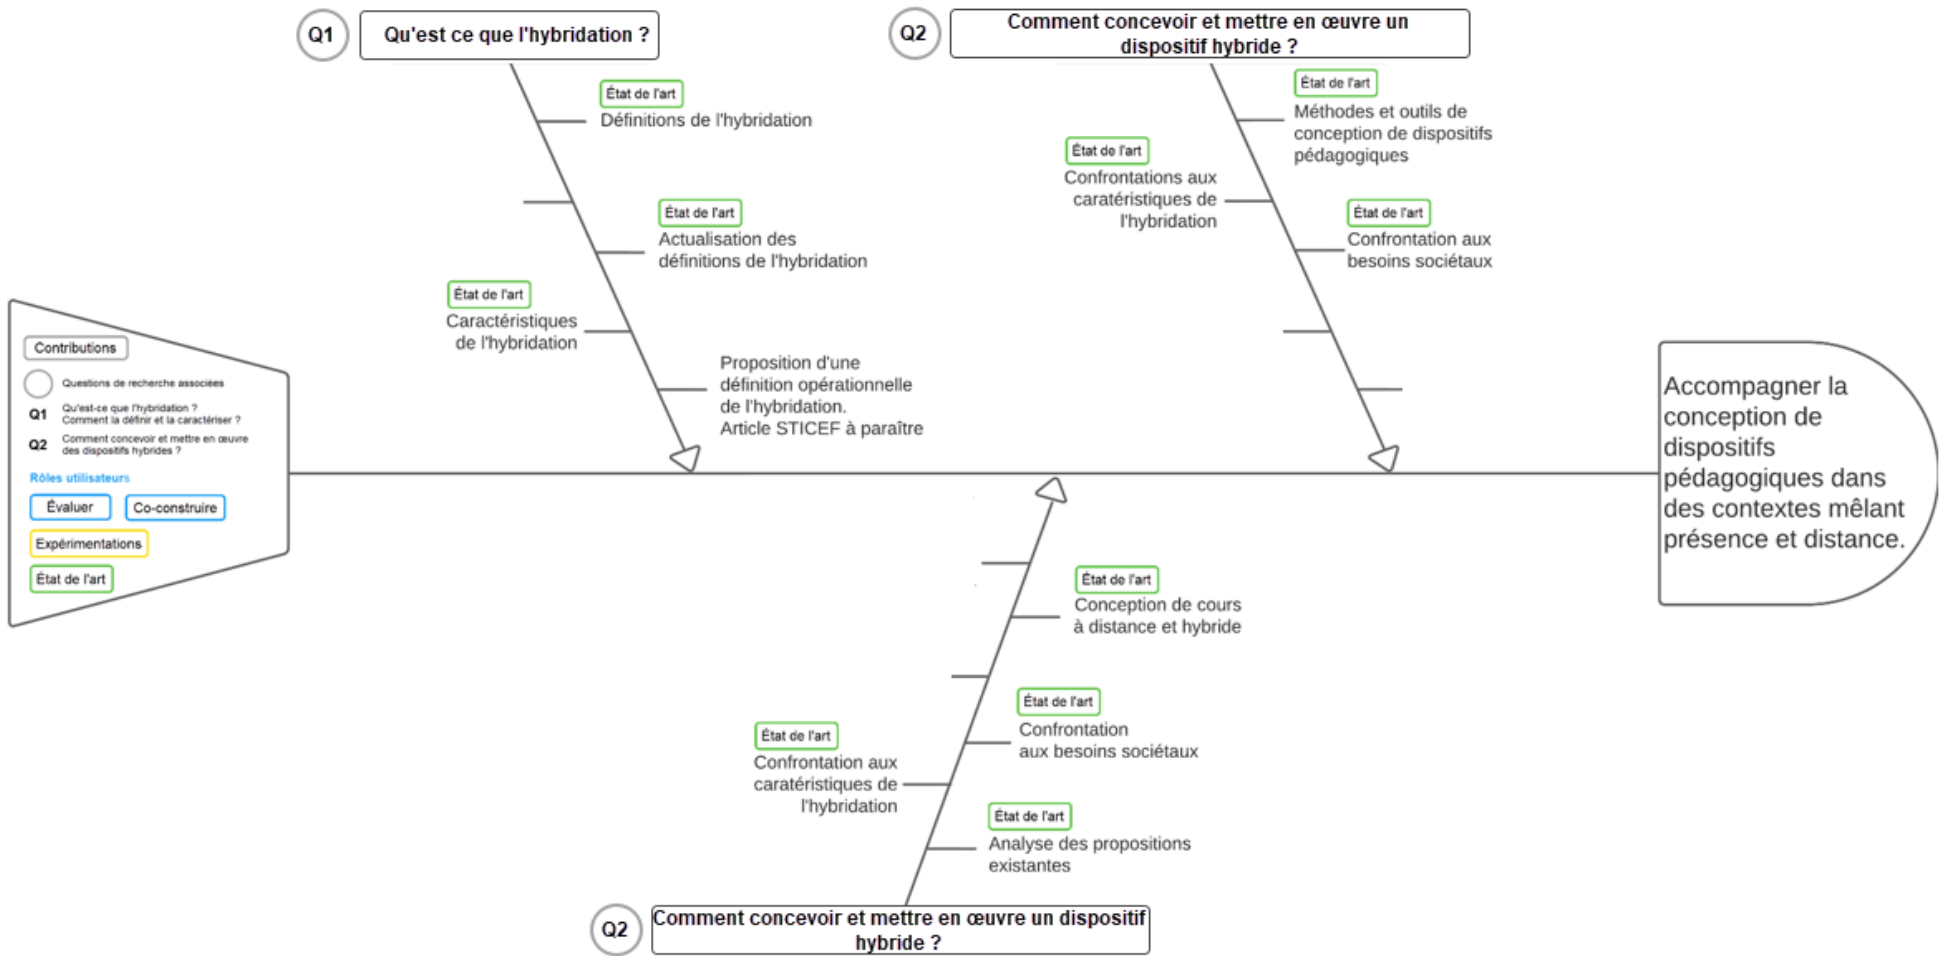 Q1
Qu'est ce que l'hybridation ?
État de l'art
Définitions de l'hybridation
État de l'art
Actualisation des
définitions de l'hybridation
État de l'art
Caractéristiques
de l'hybridation
Proposition d'une
définition opérationnelle
de l'hybridation.
Article STICEF à paraître
Q2
Comment concevoir et mettre en œuvre un
dispositif hybride ?
État de l'art
Méthodes et outils de
conception de dispositifs
pédagogiques
État de l'art
Confrontations aux
caratéristiques de
l'hybridation
État de l'art
Confrontation aux
besoins sociétaux
Contributions
Questions de recherche associées
Q1
Qu'est-ce que l'hybridation ?
Comment la définir et la caractériser ?
Q2
Comment concevoir et mettre en œuvre
des dispositifs hybrides ?
Rôles utilisateurs
Évaluer
Co-construire
Expérimentations
État de l'art
Accompagner la
conception de
dispositifs
pédagogiques dans
des contextes mêlant
présence et distance.
État de l'art
Conception de cours
à distance et hybride
État de l'art
Confrontation
aux besoins sociétaux
État de l'art
Confrontation aux
caratéristiques de
l'hybridation
État de l'art
Analyse des propositions
existantes
Q2
Comment concevoir et mettre en œuvre un dispositif
hybride ?